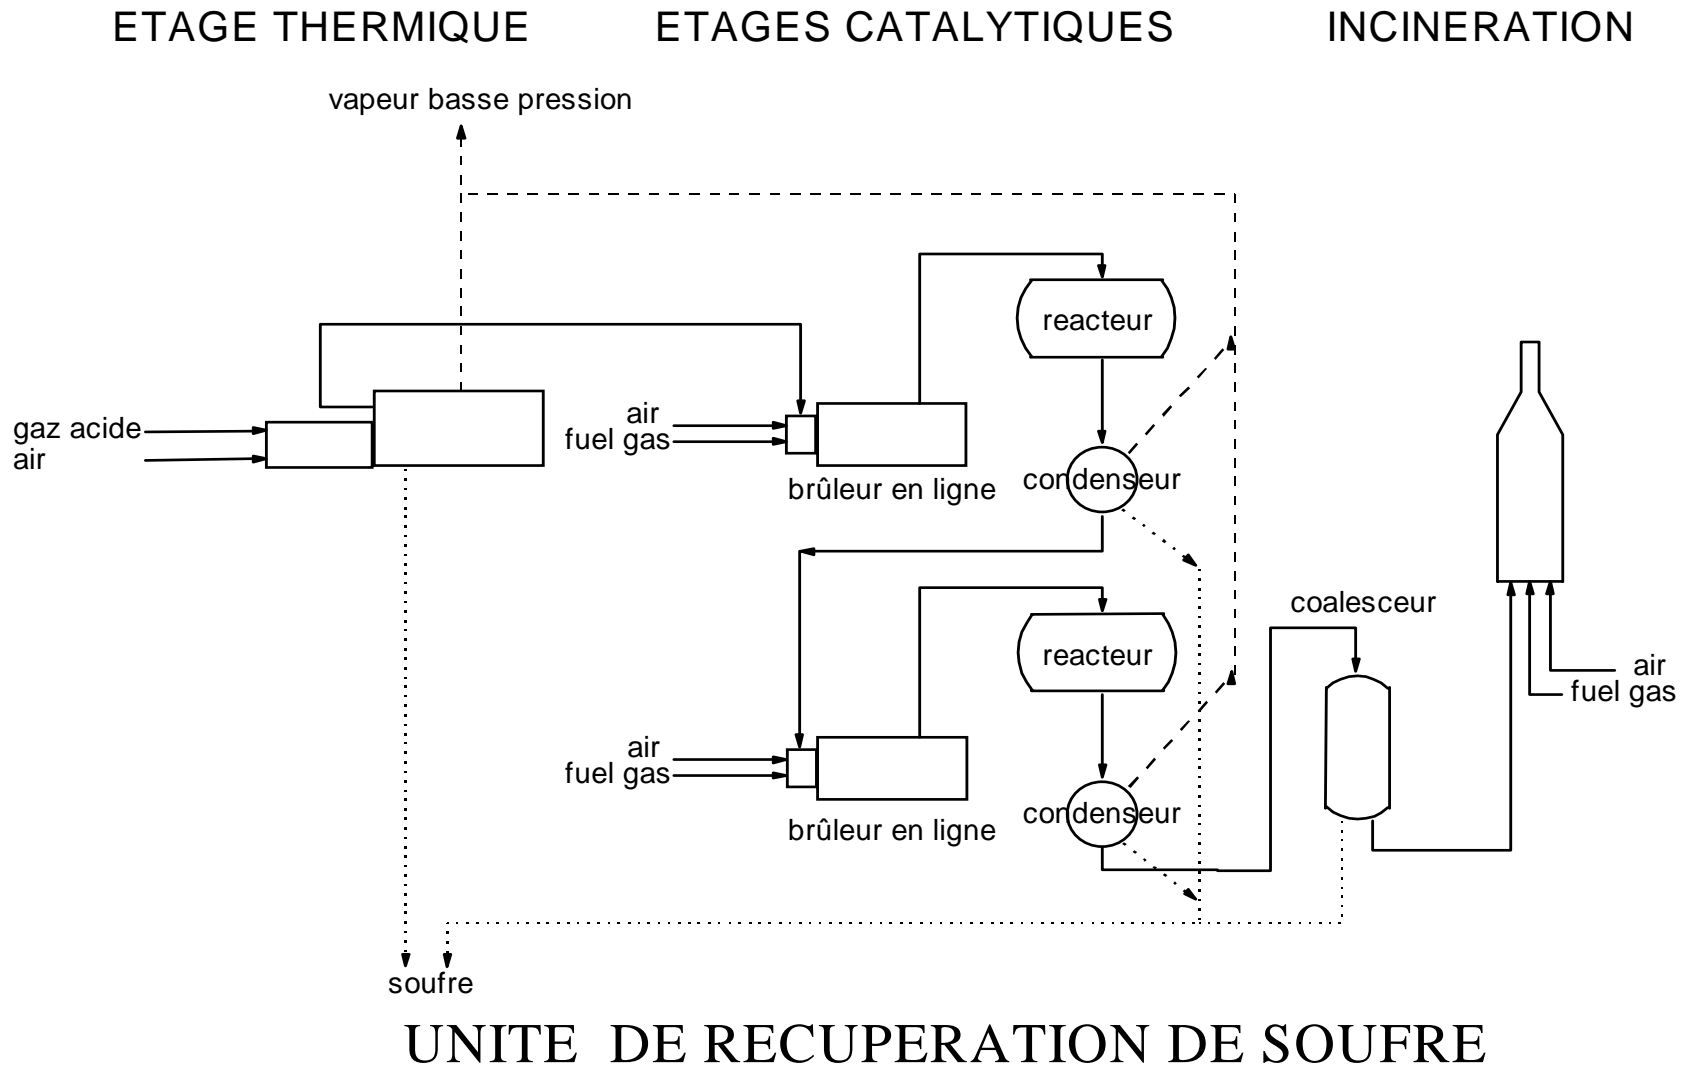 ETAGE THERMIQUE
ETAGES CATALYTIQUES
INCINERATION
vapeur basse pression
reacteur
gaz acide
air
air
fuel gas
brûleur en ligne
condenseur
coalesceur
reacteur
air
fuel gas
air
fuel gas
brûleur en ligne
condenseur
soufre
UNITE DE RECUPERATION DE SOUFRE